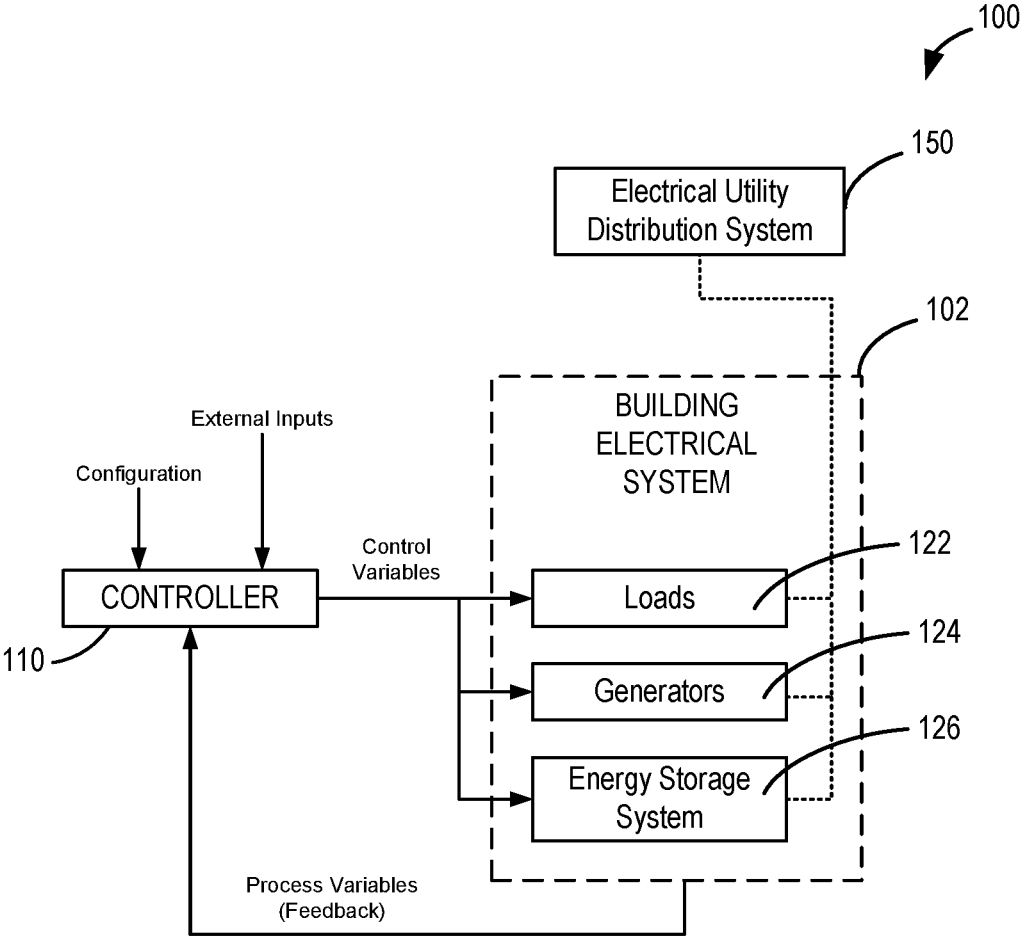 100
150
Electrical Utility
Distribution System
102
BUILDING
ELECTRICAL
SYSTEM
External Inputs
Configuration
Control
Variables
122
CONTROLLER
Loads
110
124
Generators
126
Energy Storage
System
Process Variables
(Feedback)